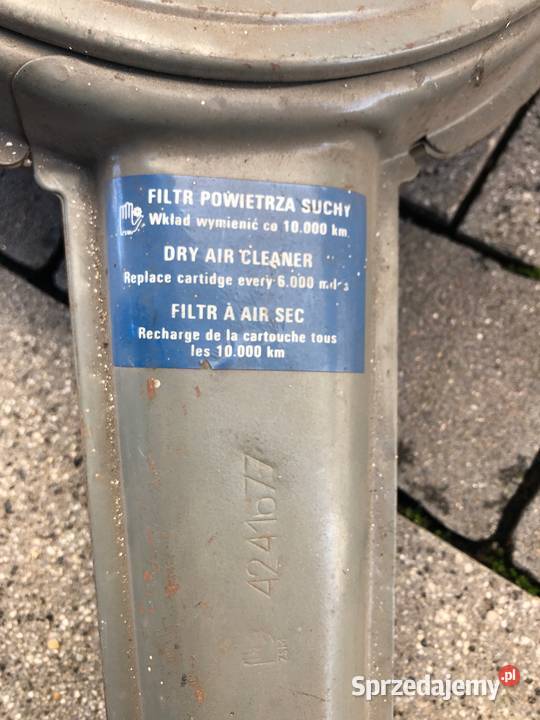 FILTR POWIETRZA SUCHY
Wkład wymienić co 10.000 km
DRY AIR CLEANER
Replace cartidge every 6.000 miles
FILTR À AIR SEC
Recharge de la cartouche tous
les 10.000 km
4241677
Sprzedajemy.pl